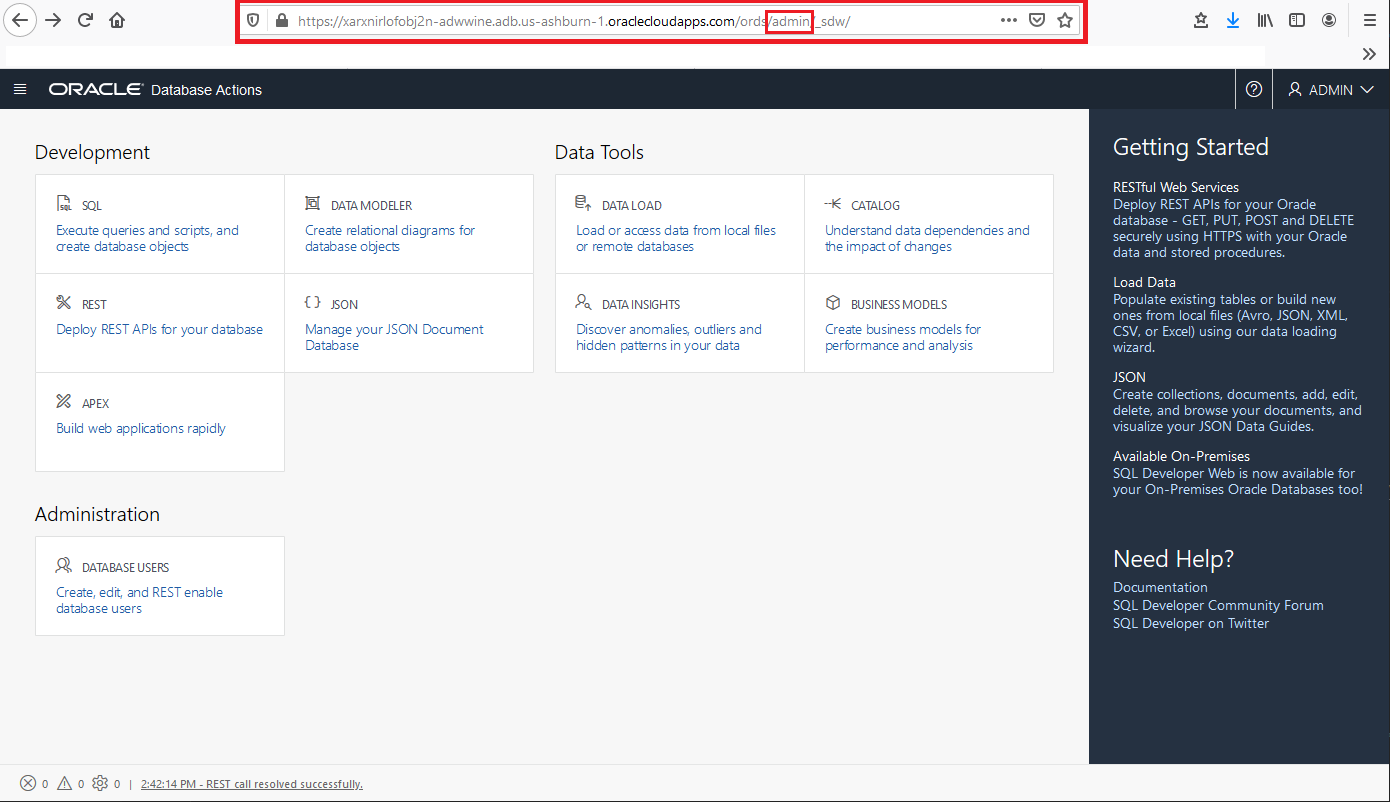 https://xarxnirlofobj2n-adwwine.adb.us-ashburn-1.oraclecloudapps.com/ords/admin/_sdw/
ORACLE Database Actions
ADMIN
Development
SQL
Execute queries and scripts, and
create database objects
DATA MODELER
Create relational diagrams for
database objects
REST
Deploy REST APIs for your database
JSON
Manage your JSON Document
Database
APEX
Build web applications rapidly
Data Tools
DATA LOAD
Load or access data from local files
or remote databases
CATALOG
Understand data dependencies and
the impact of changes
DATA INSIGHTS
Discover anomalies, outliers and
hidden patterns in your data
BUSINESS MODELS
Create business models for
performance and analysis
Administration
DATABASE USERS
Create, edit, and REST enable
database users
Getting Started
RESTful Web Services
Deploy REST APIs for your Oracle
database - GET, PUT, POST and DELETE
securely using HTTPS with your Oracle
data and stored procedures.
Load Data
Populate existing tables or build new
ones from local files (Avro, JSON, XML,
CSV, or Excel) using our data loading
wizard.
JSON
Create collections, documents, add, edit,
delete, and browse your documents, and
visualize your JSON Data Guides.
Available On-Premises
SQL Developer Web is now available for
your On-Premises Oracle Databases too!
Need Help?
Documentation
SQL Developer Community Forum
SQL Developer on Twitter
0 0 0 | 2:42:14 PM - REST call resolved successfully.